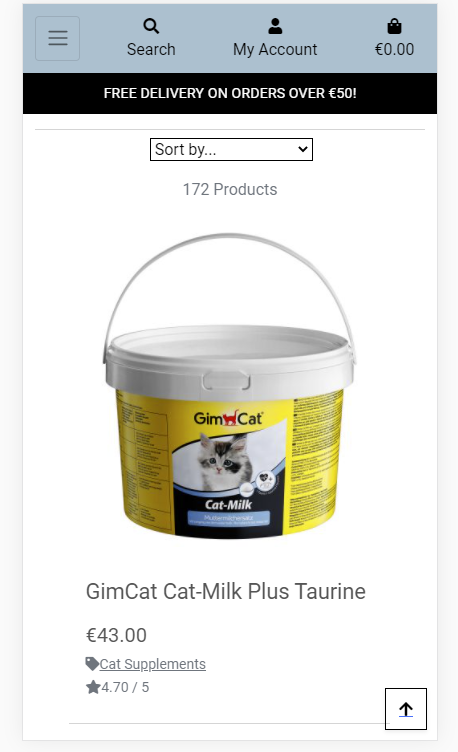 Search
My Account
€0.00
FREE DELIVERY ON ORDERS OVER €50!
Sort by...
172 Products
GimCat
Cat-Milk
GimCat Cat-Milk Plus Taurine
€43.00
Cat Supplements
4.70 / 5